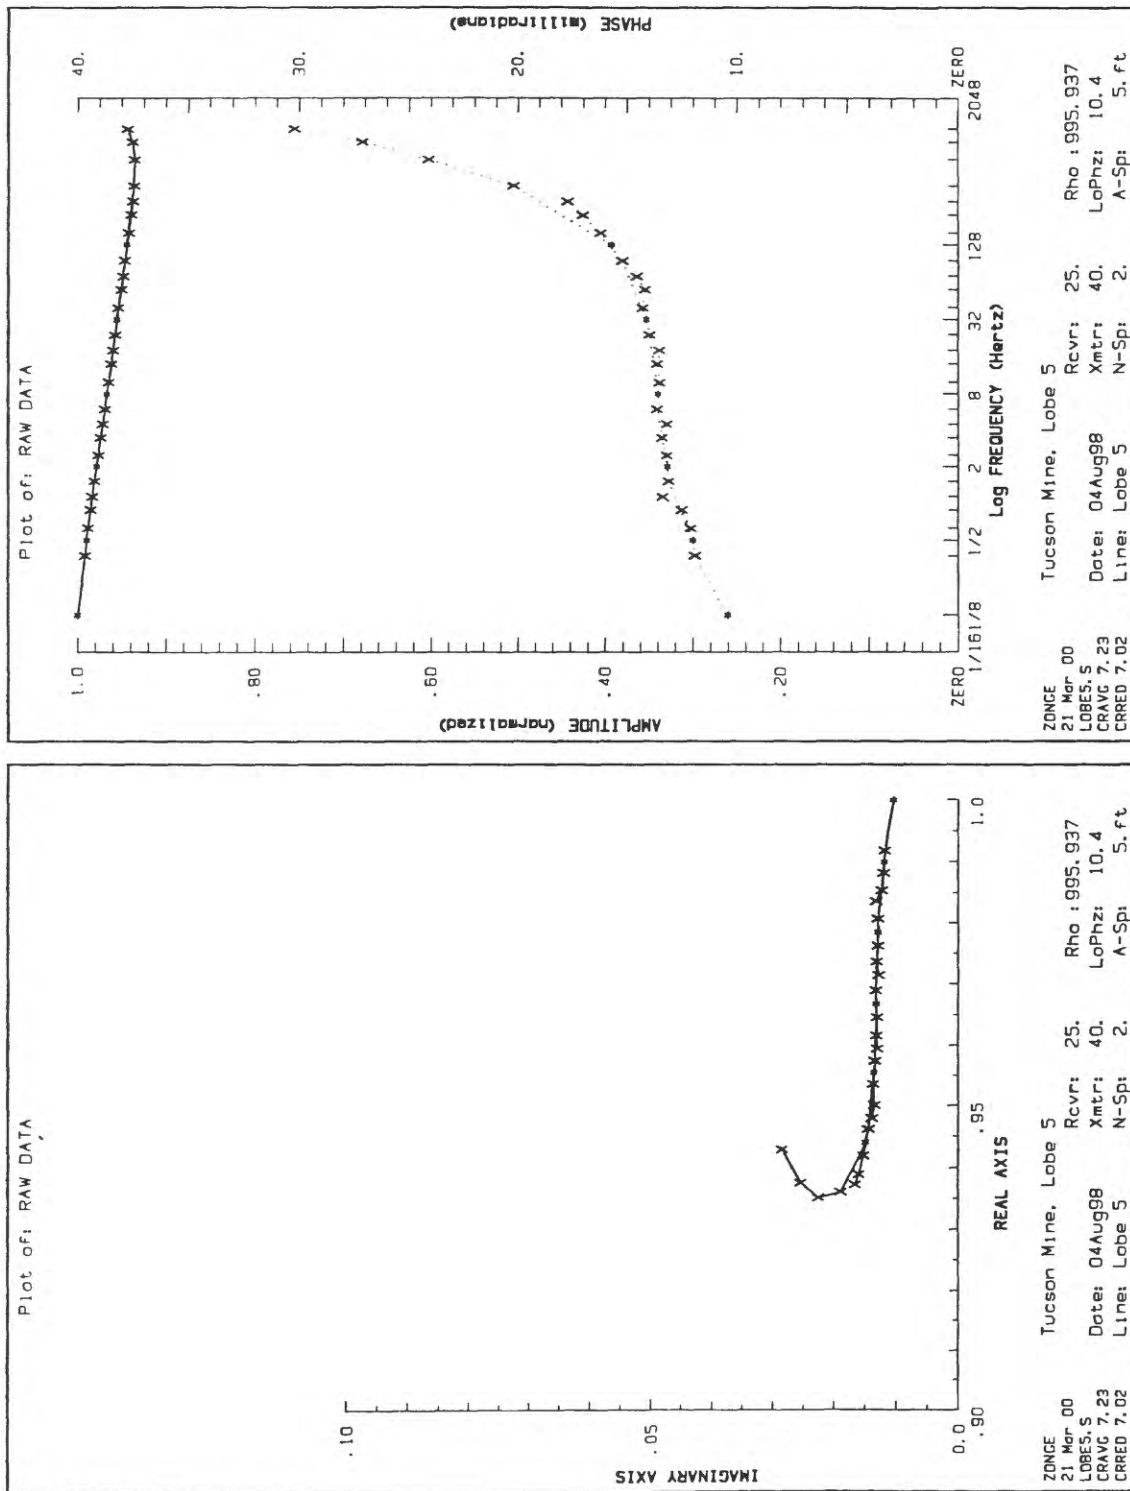 Plot of: RAW DATA
IMAGINARY AXIS
.10
.05
0.0
.90
.95
1.0
REAL AXIS
ZONGE
21 Mar 00
LOBE5.S
CRAVG 7.23
CRRED 7.02
Tucson Mine, Lobe 5
Date: 04Aug98
Line: Lobe 5
Rcvr: 25.
Xmtr: 40.
N-Sp: 2.
Rho : 995.937
LoPhz: 10.4
A-Sp: 5.ft
Plot of: RAW DATA
AMPLITUDE (normalized)
1.0
.80
.60
.40
.20
ZERO
PHASE (milliradians)
40.
30.
20.
10.
ZERO
1/16
1/8
1/2
2
8
32
128
2048
Log FREQUENCY (Hertz)
ZONGE
21 Mar 00
LOBE5.S
CRAVG 7.23
CRRED 7.02
Tucson Mine, Lobe 5
Date: 04Aug98
Line: Lobe 5
Rcvr: 25.
Xmtr: 40.
N-Sp: 2.
Rho : 995.937
LoPhz: 10.4
A-Sp: 5.ft